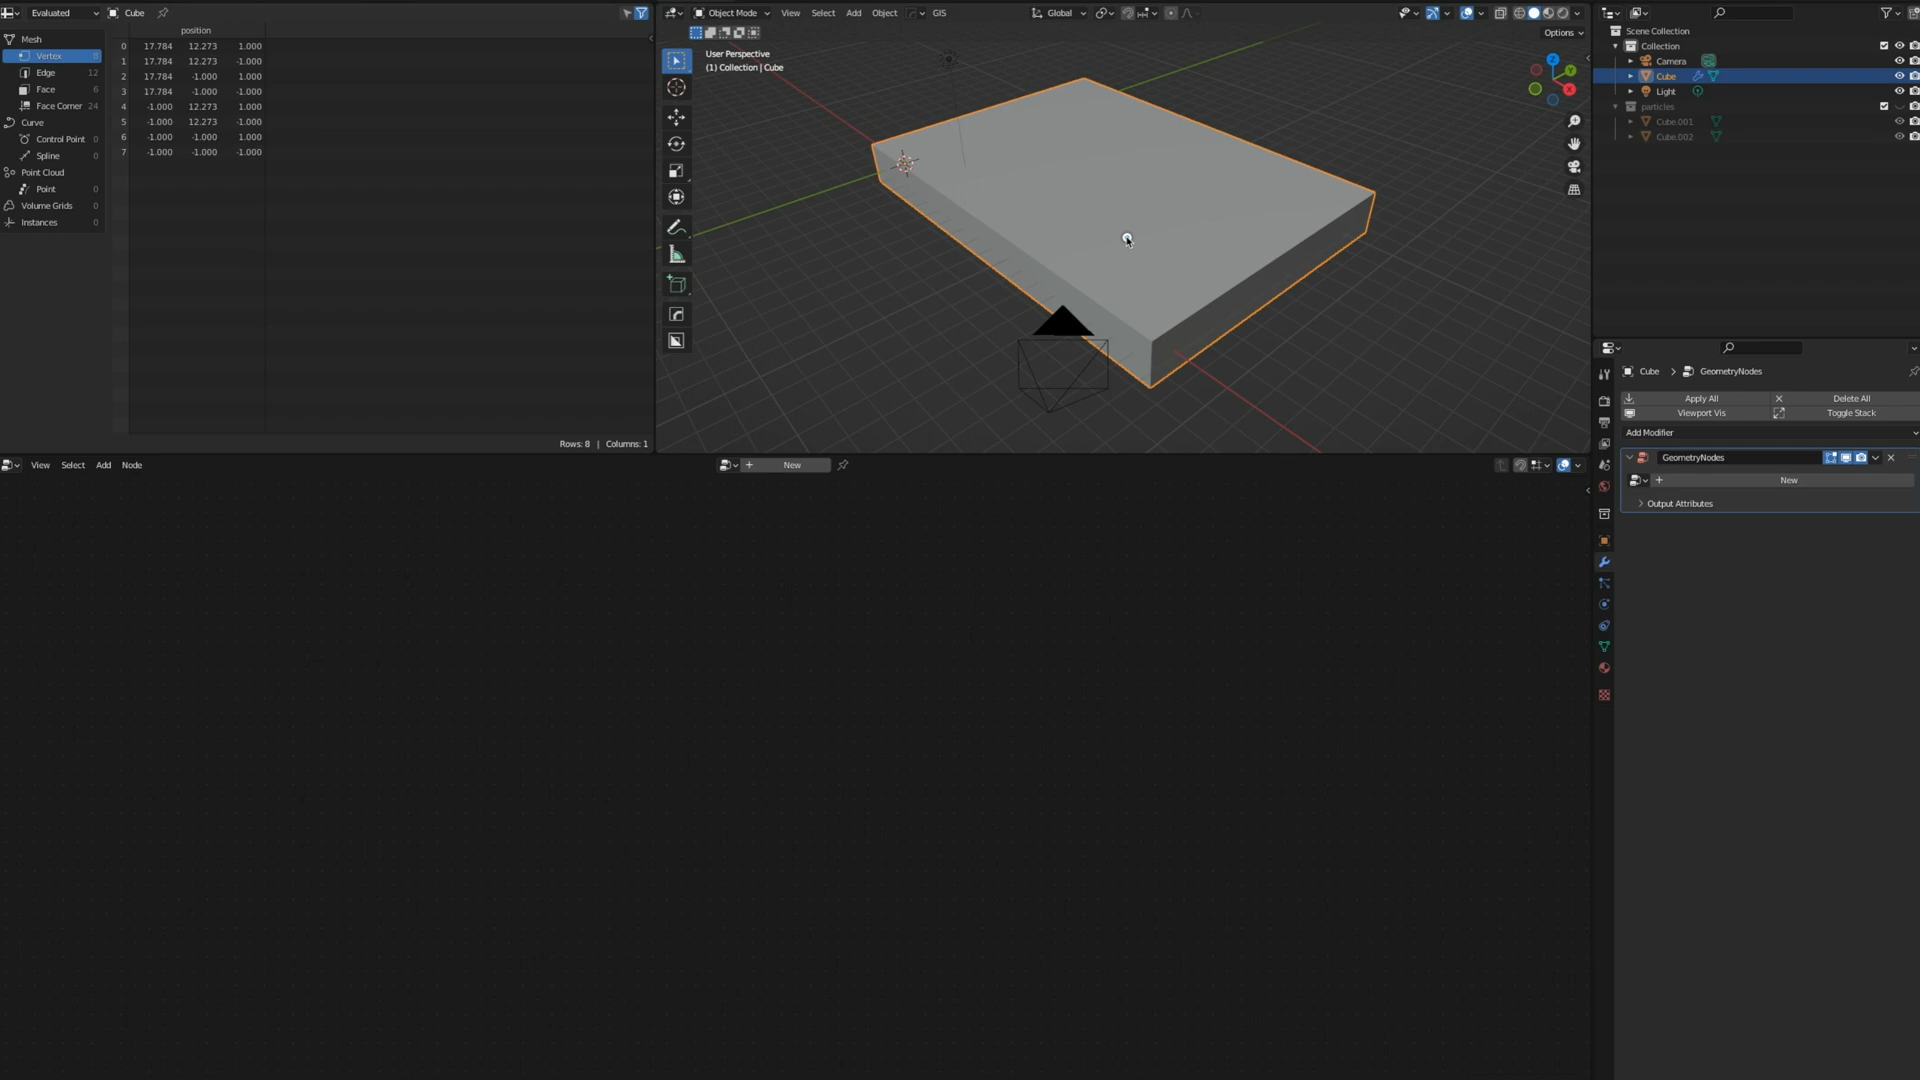 Evaluated Cube
position
0 17.784 12.273 1.000
1 17.784 12.273 -1.000
2 17.784 -1.000 1.000
3 17.784 -1.000 -1.000
4 -1.000 12.273 1.000
5 -1.000 12.273 -1.000
6 -1.000 -1.000 1.000
7 -1.000 -1.000 -1.000
Mesh
Vertex 8
Edge 12
Face 6
Face Corner 24
Curve
Control Point 0
Spline 0
Point Cloud
Point 0
Volume Grids 0
Instances 0
Rows: 8 | Columns: 1
Object Mode View Select Add Object GIS Global
Options
User Perspective
(1) Collection | Cube
X
Y
Z
Scene Collection
Collection
Camera
Cube
Light
particles
Cube.001
Cube.002
View Select Add Node New
Cube > GeometryNodes
Apply All Delete All
Viewport Vis Toggle Stack
Add Modifier
GeometryNodes
New
Output Attributes